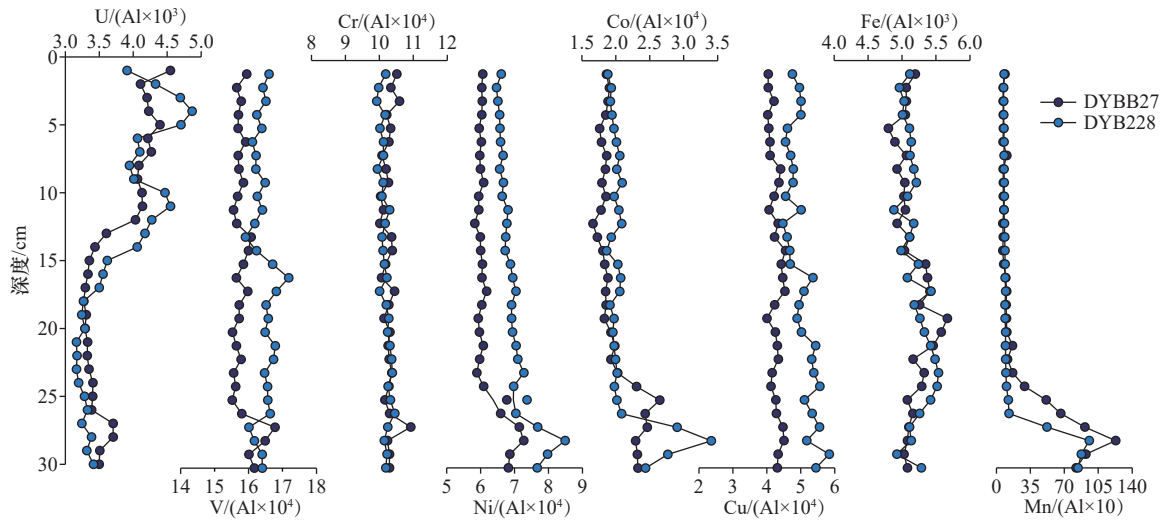 U/(Al×10³)
3.0 3.5 4.0 4.5 5.0
Cr/(Al×10⁴)
8 9 10 11 12
Co/(Al×10⁴)
1.5 2.0 2.5 3.0 3.5
Fe/(Al×10³)
4.0 4.5 5.0 5.5 6.0
0
5
10
15
20
25
30
深度/cm
DYBB27
DYB228
14 15 16 17 18
V/(Al×10⁴)
5 6 7 8 9
Ni/(Al×10⁴)
2 3 4 5 6
Cu/(Al×10⁴)
0 35 70 105 140
Mn/(Al×10)